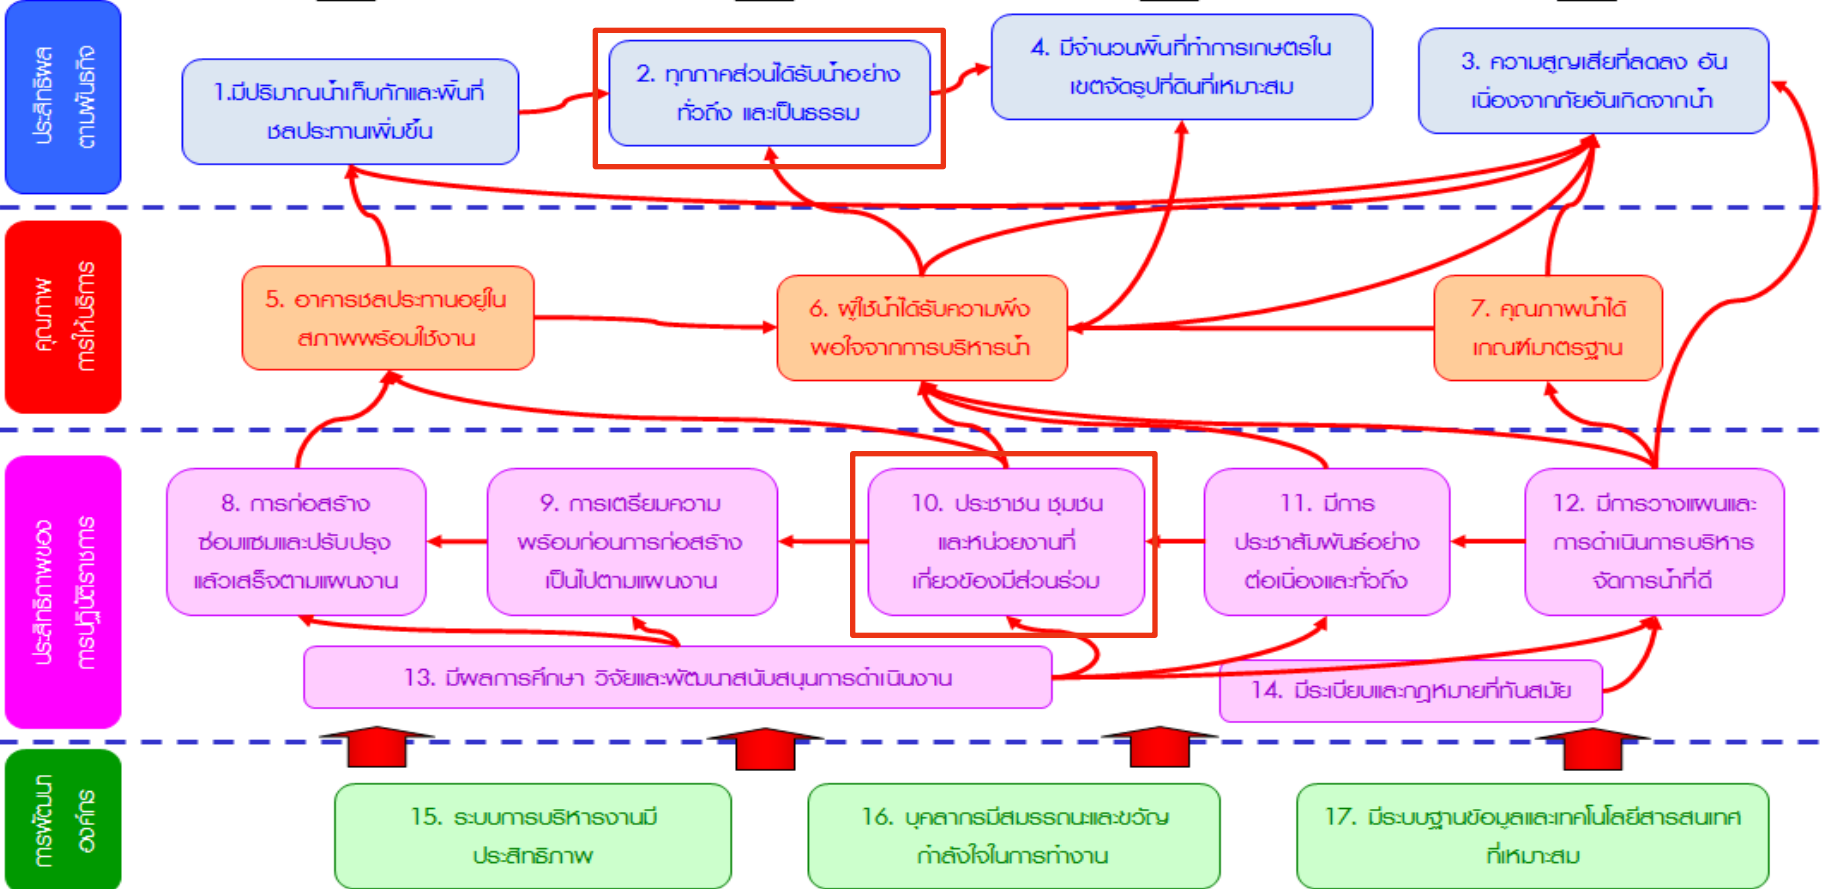 ประสิทธิผล
ตามพันธกิจ
1.มีปริมาณน้ำเก็บกักและพื้นที่
ชลประทานเพิ่มขึ้น
2. ทุกภาคส่วนได้รับน้ำอย่าง
ทั่วถึง และเป็นธรรม
4. มีจำนวนพื้นที่ทำการเกษตรใน
เขตจัดรูปที่ดินที่เหมาะสม
3. ความสูญเสียที่ลดลง อัน
เนื่องจากภัยอันเกิดจากน้ำ
คุณภาพ
การให้บริการ
5. อาคารชลประทานอยู่ใน
สภาพพร้อมใช้งาน
6. ผู้ใช้น้ำได้รับความพึง
พอใจจากการบริหารน้ำ
7. คุณภาพน้ำได้
เกณฑ์มาตรฐาน
ประสิทธิภาพของ
การปฏิบัติราชการ
8. การก่อสร้าง
ซ่อมแซมและปรับปรุง
แล้วเสร็จตามแผนงาน
9. การเตรียมความ
พร้อมก่อนการก่อสร้าง
เป็นไปตามแผนงาน
10. ประชาชน ชุมชน
และหน่วยงานที่
เกี่ยวข้องมีส่วนร่วม
11. มีการ
ประชาสัมพันธ์อย่าง
ต่อเนื่องและทั่วถึง
12. มีการวางแผนและ
การดำเนินการบริหาร
จัดการน้ำที่ดี
13. มีผลการศึกษา วิจัยและพัฒนาสนับสนุนการดำเนินงาน
14. มีระเบียบและกฎหมายที่ทันสมัย
การพัฒนา
องค์กร
15. ระบบการบริหารงานมี
ประสิทธิภาพ
16. บุคลากรมีสมรรถนะและขวัญ
กำลังใจในการทำงาน
17. มีระบบฐานข้อมูลและเทคโนโลยีสารสนเทศ
ที่เหมาะสม